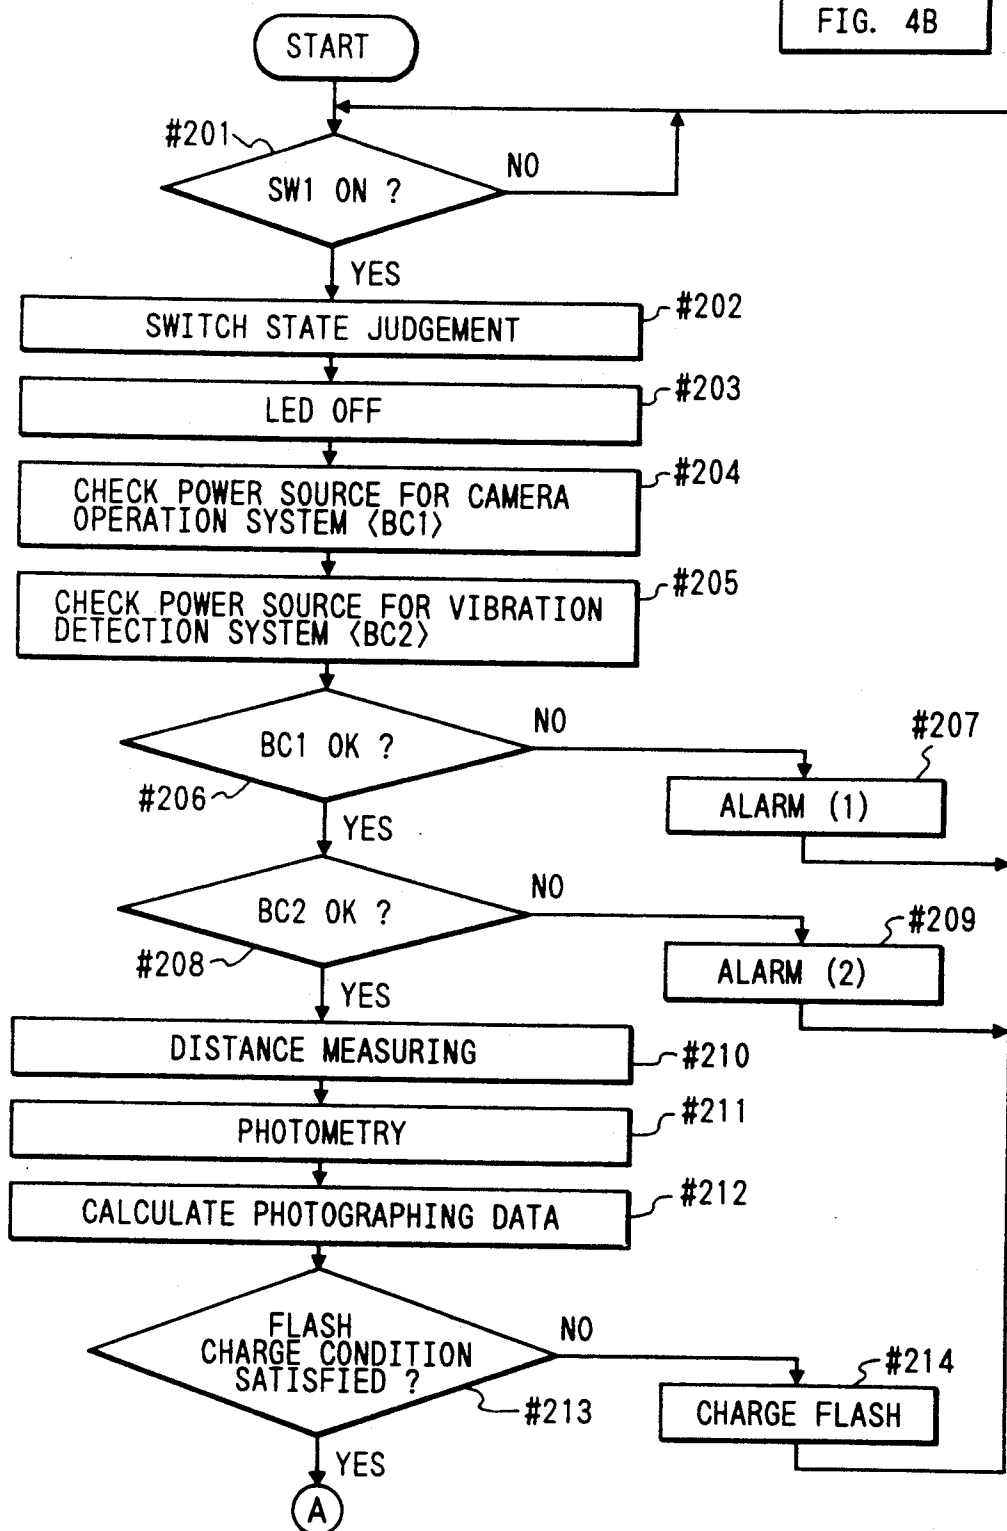 FIG. 4B
START
#201
SW1 ON ?
NO
YES
SWITCH STATE JUDGEMENT
#202
LED OFF
#203
CHECK POWER SOURCE FOR CAMERA
OPERATION SYSTEM 〈BC1〉
#204
CHECK POWER SOURCE FOR VIBRATION
DETECTION SYSTEM 〈BC2〉
#205
BC1 OK ?
NO
#206
YES
#207
ALARM (1)
BC2 OK ?
NO
#208
YES
#209
ALARM (2)
DISTANCE MEASURING
#210
PHOTOMETRY
#211
CALCULATE PHOTOGRAPHING DATA
#212
FLASH
CHARGE CONDITION
SATISFIED ?
NO
#213
YES
#214
CHARGE FLASH
A